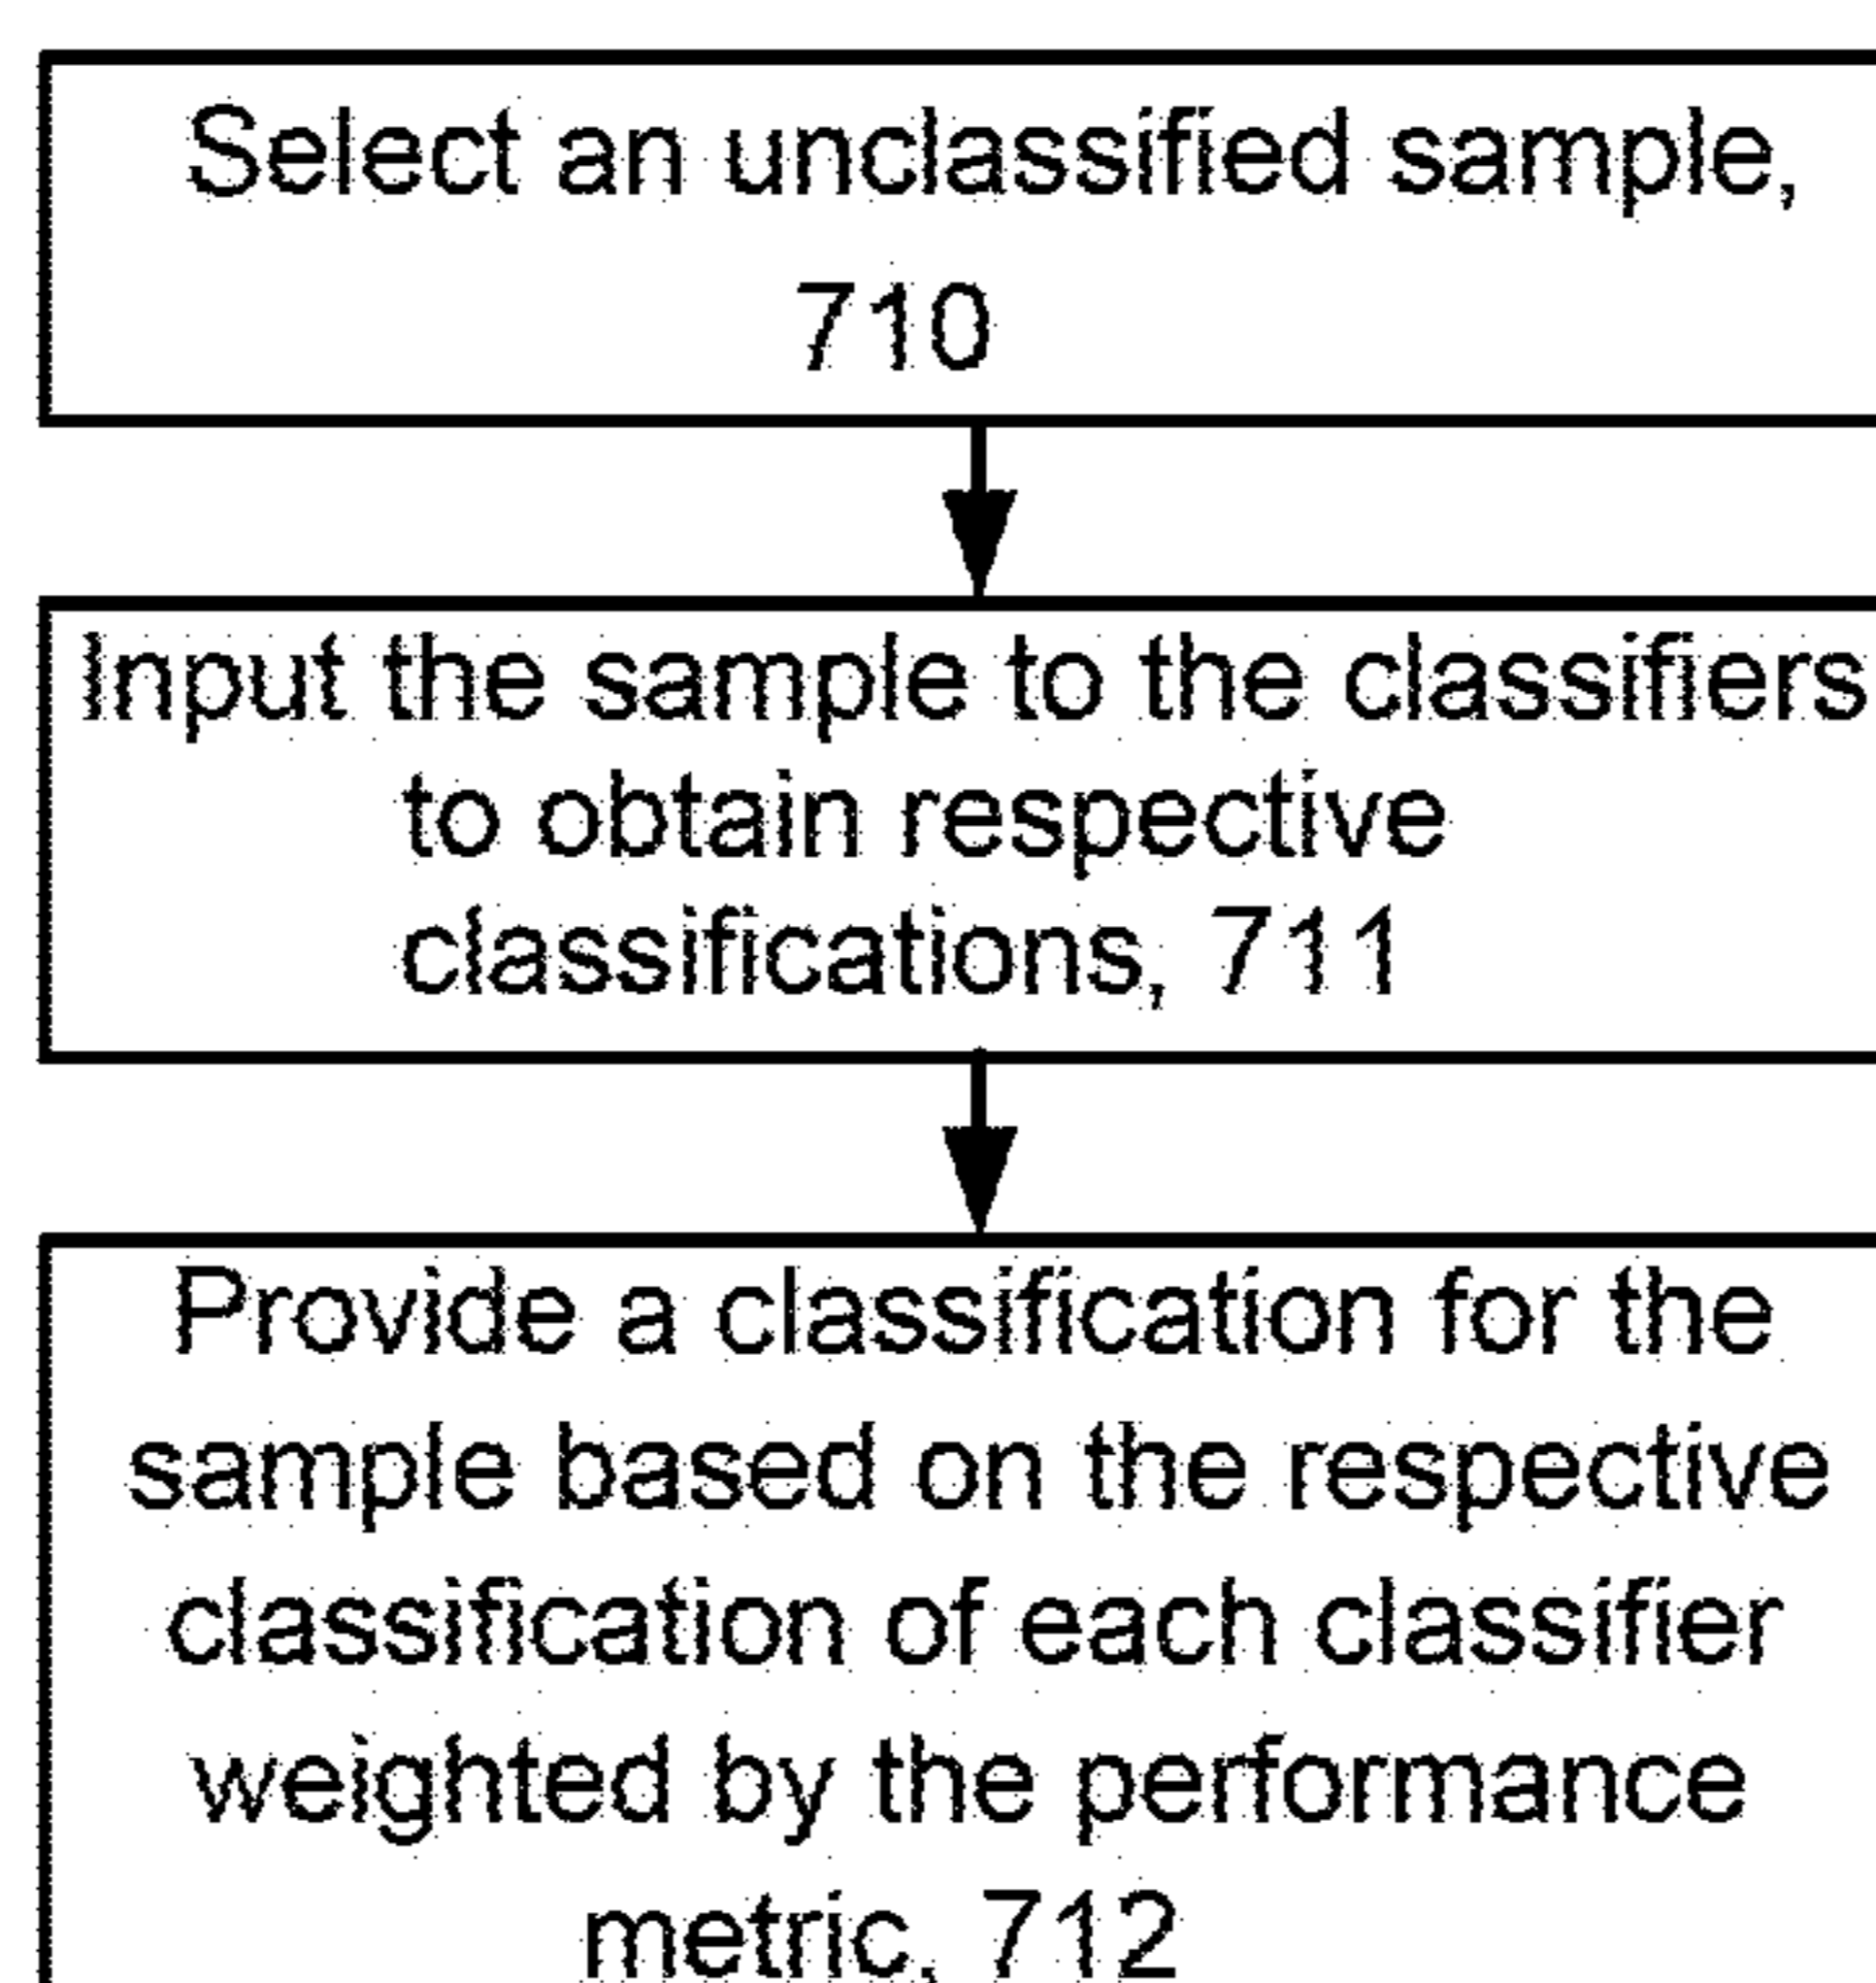 Select an unclassified sample,
710
Input the sample to the classifiers
to obtain respective
classifications, 711
Provide a classification for the
sample based on the respective
classification of each classifier
weighted by the performance
metric, 712